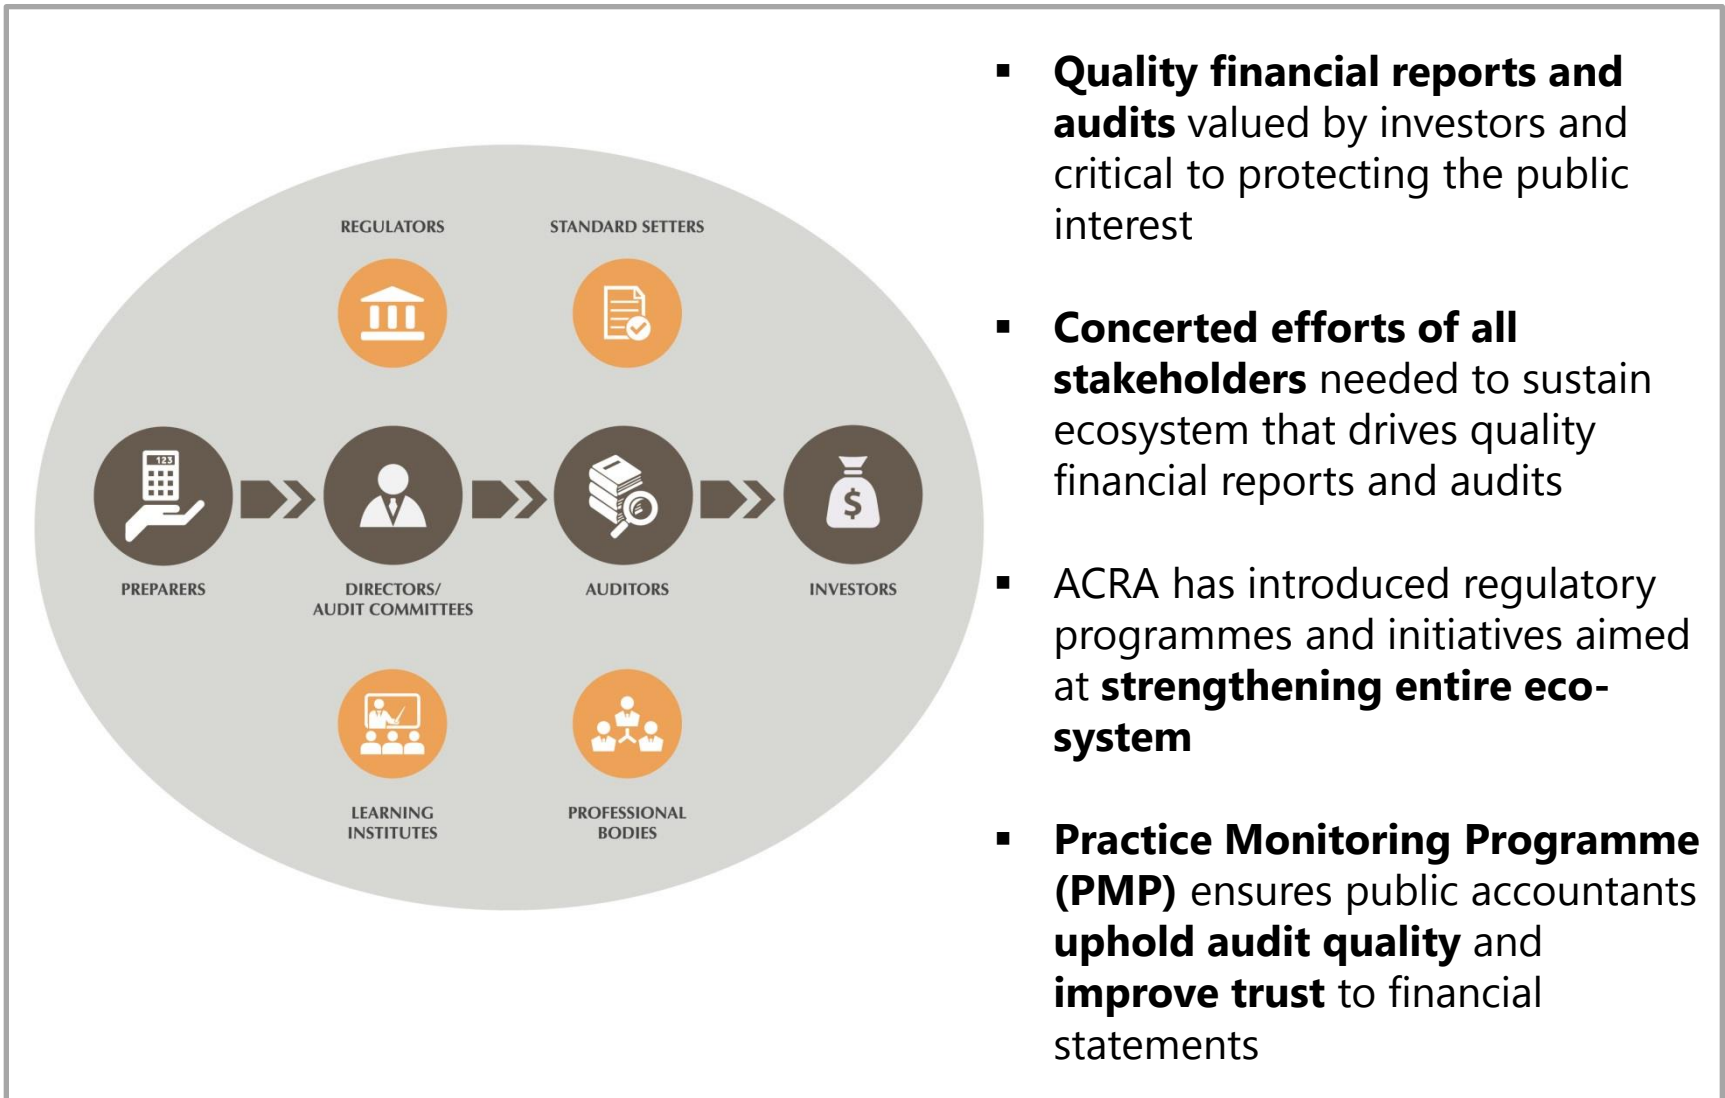 REGULATORS
STANDARD SETTERS
123
$
PREPARERS
DIRECTORS/
AUDIT COMMITTEES
AUDITORS
INVESTORS
LEARNING
INSTITUTES
PROFESSIONAL
BODIES
▪ Quality financial reports and
audits valued by investors and
critical to protecting the public
interest
▪ Concerted efforts of all
stakeholders needed to sustain
ecosystem that drives quality
financial reports and audits
▪ ACRA has introduced regulatory
programmes and initiatives aimed
at strengthening entire eco-
system
▪ Practice Monitoring Programme
(PMP) ensures public accountants
uphold audit quality and
improve trust to financial
statements